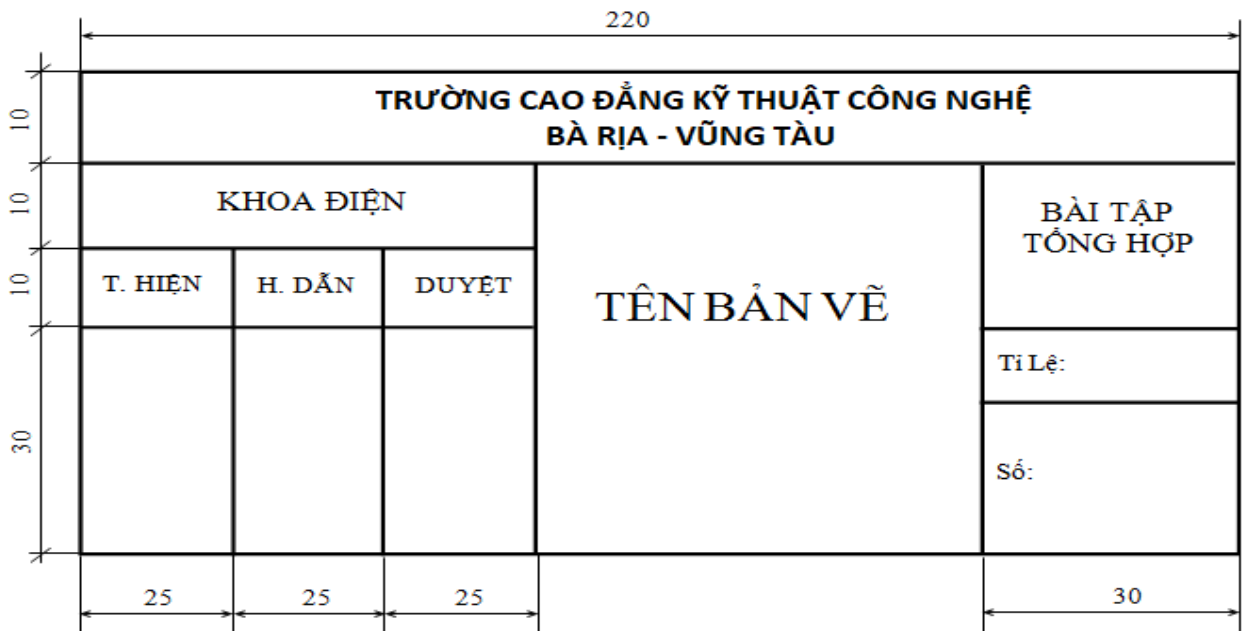 220
TRƯỜNG CAO ĐẲNG KỸ THUẬT CÔNG NGHỆ
BÀ RỊA - VŨNG TÀU
10
KHOA ĐIỆN
10
BÀI TẬP
TỔNG HỢP
T. HIỆN
H. DẪN
DUYỆT
10
TÊN BẢN VẼ
Tỉ Lệ:
30
Số:
25
25
25
30